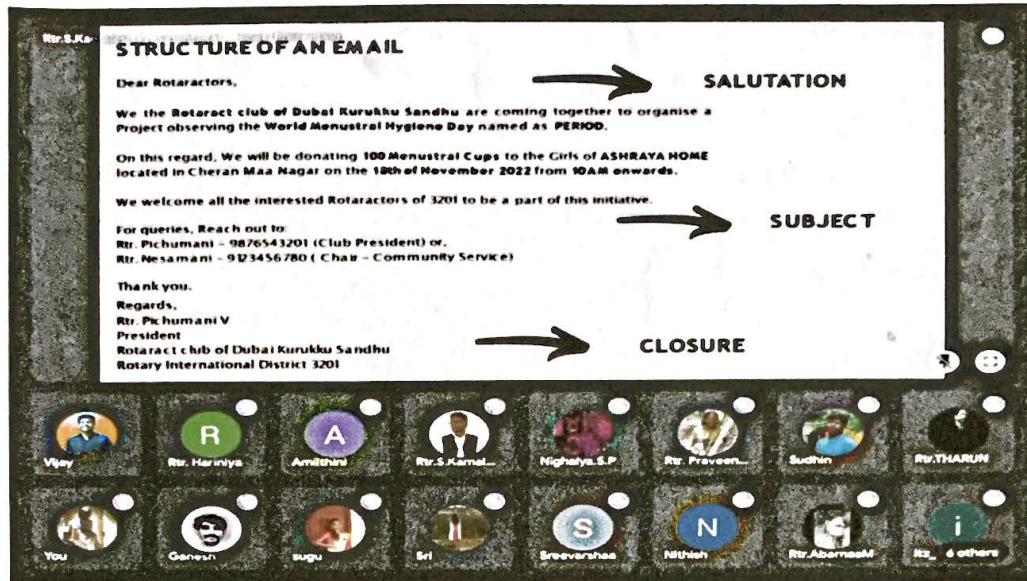 Rtr.S.Ka
STRUCTURE OF AN EMAIL
Dear Rotaractors,
SALUTATION
We the Rotaract club of Dubai Kurukku Sandhu are coming together to organise a
Project observing the World Menustral Hygiene Day named as PERIOD.
On this regard, We will be donating 100 Menustral Cups to the Girls of ASHRAYA HOME
located in Cheran Maa Nagar on the 18th of November 2022 from 10AM onwards.
We welcome all the interested Rotaractors of 3201 to be a part of this initiative.
SUBJECT
For queries, Reach out to:
Rtr. Pichumani - 9876543201 (Club President) or,
Rtr. Nesamani - 9123456780 ( Chair - Community Service)
Thank you.
Regards,
Rtr. Pichumani V
President
Rotaract club of Dubai Kurukku Sandhu
CLOSURE
Rotary International District 3201
R A
Vijay Rtr. Hariniya Amilthini Rtr.S.Kamal... Nighaiya.S.P Rtr. Praveen... Sudhin Rtr.THARUN
S N i
You Ganesh sugu Sri Sreevarshaa Nithish Rtr.AbarnaaM Itz_ 6 others